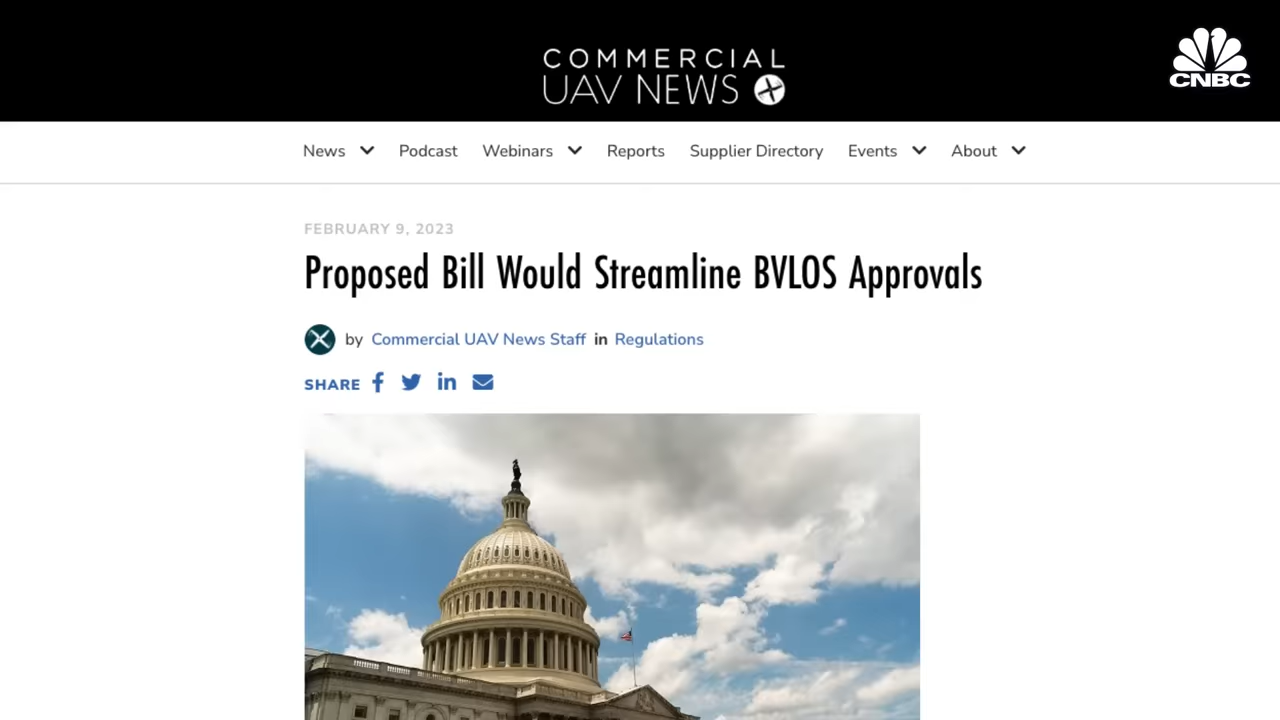 COMMERCIAL
UAV NEWS
CNBC
News
Podcast
Webinars
Reports
Supplier Directory
Events
About
FEBRUARY 9, 2023
Proposed Bill Would Streamline BVLOS Approvals
by Commercial UAV News Staff in Regulations
SHARE